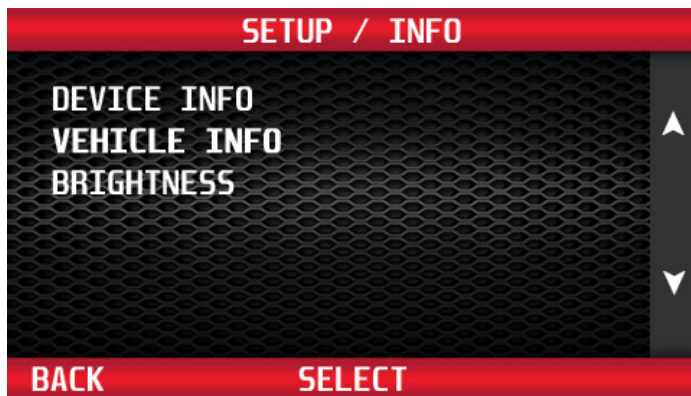 SETUP / INFO
DEVICE INFO
VEHICLE INFO
BRIGHTNESS
BACK SELECT